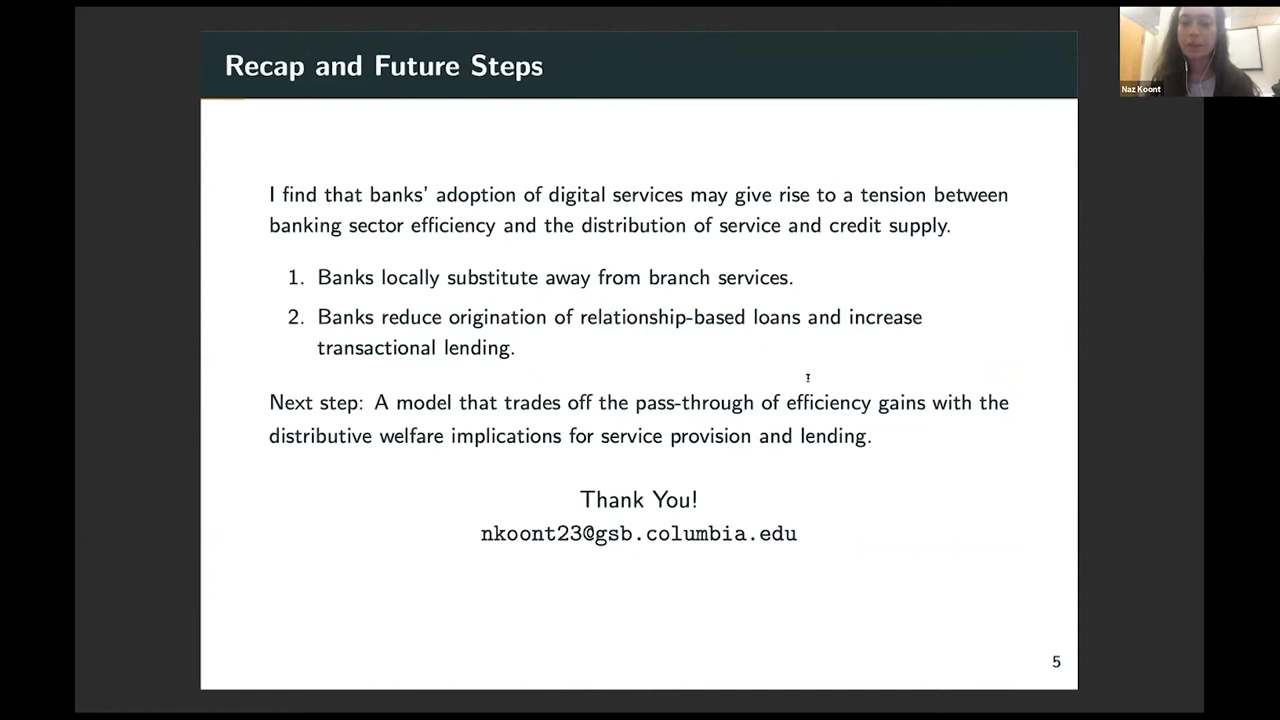 Recap and Future Steps
Naz Koont
I find that banks' adoption of digital services may give rise to a tension between
banking sector efficiency and the distribution of service and credit supply.
1. Banks locally substitute away from branch services.
2. Banks reduce origination of relationship-based loans and increase
transactional lending.
Next step: A model that trades off the pass-through of efficiency gains with the
distributive welfare implications for service provision and lending.
Thank You!
nkoont23@gsb.columbia.edu
5